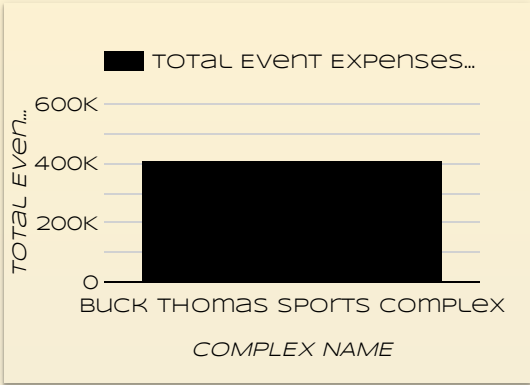 TOTAL EVENT EXPENSES...
600K
400K
200K
0
TOTAL EVEN...
BUCK THOMAS SPORTS COMPLEX
COMPLEX NAME